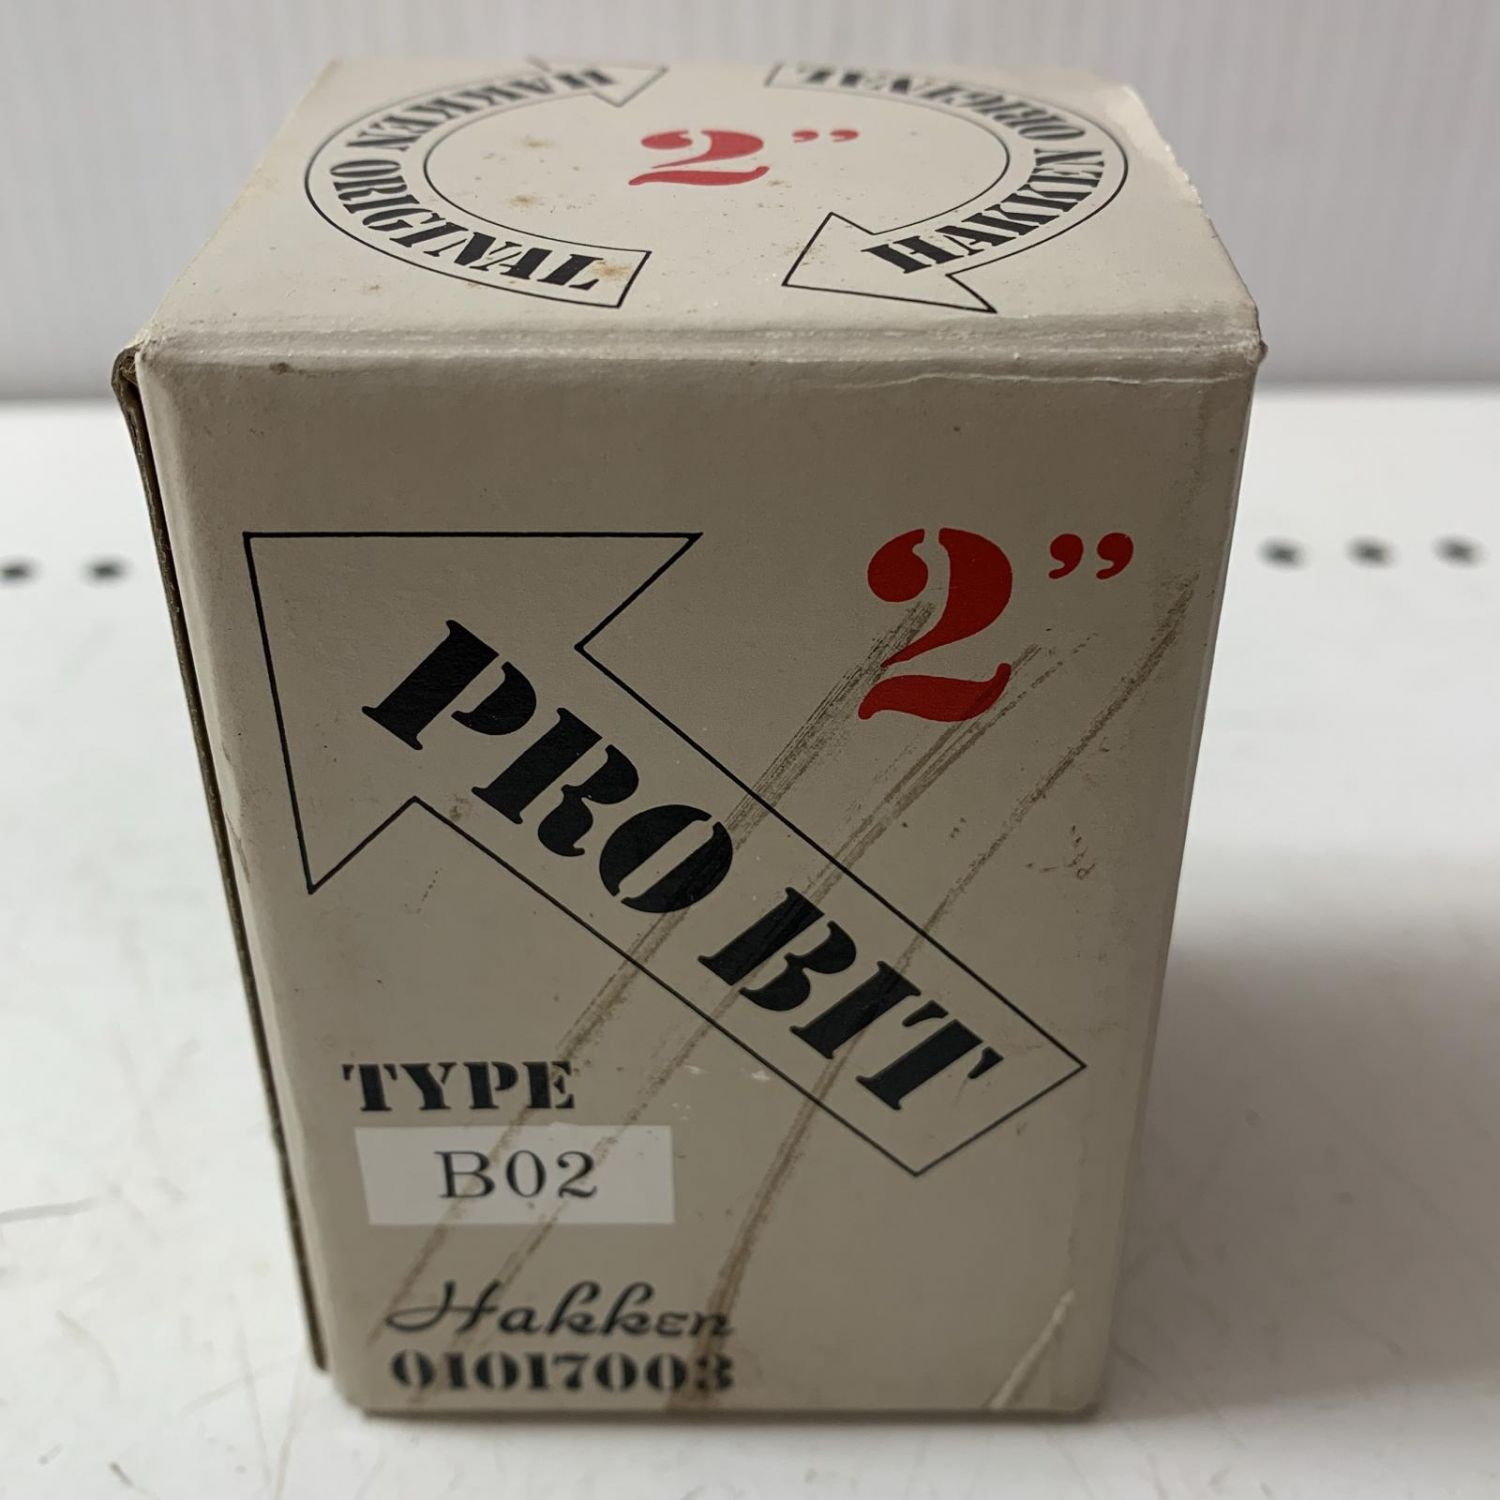 HAKKEN ORIGINAL
2”
HAKKEN ORIGINAL
2”
PRO BIT
TYPE
B02
Hakken
01017003